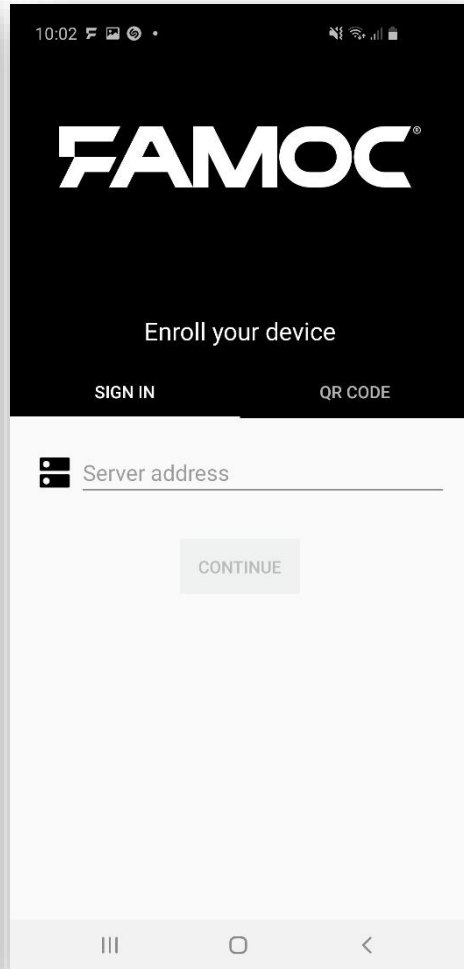 10:02
FAMOC®
Enroll your device
SIGN IN
QR CODE
Server address
CONTINUE